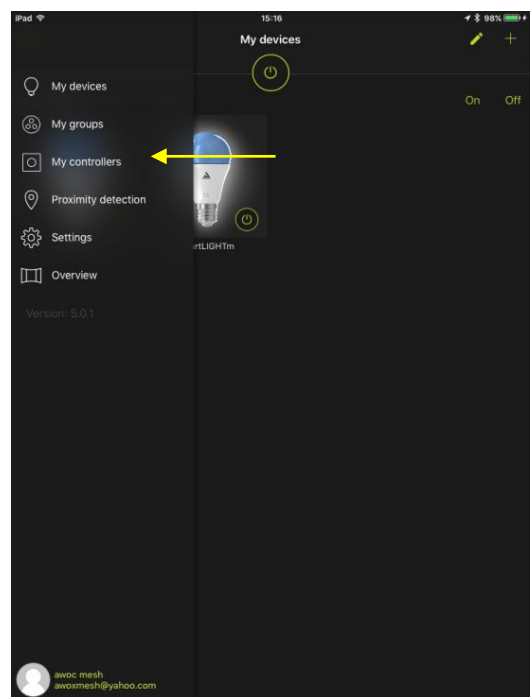 iPad 15:16 98%
My devices
My devices
On Off
My groups
My controllers
Proximity detection
Settings
rtLIGHTm
Overview
Version: 5.0.1
awoc mesh
awoxmesh@yahoo.com